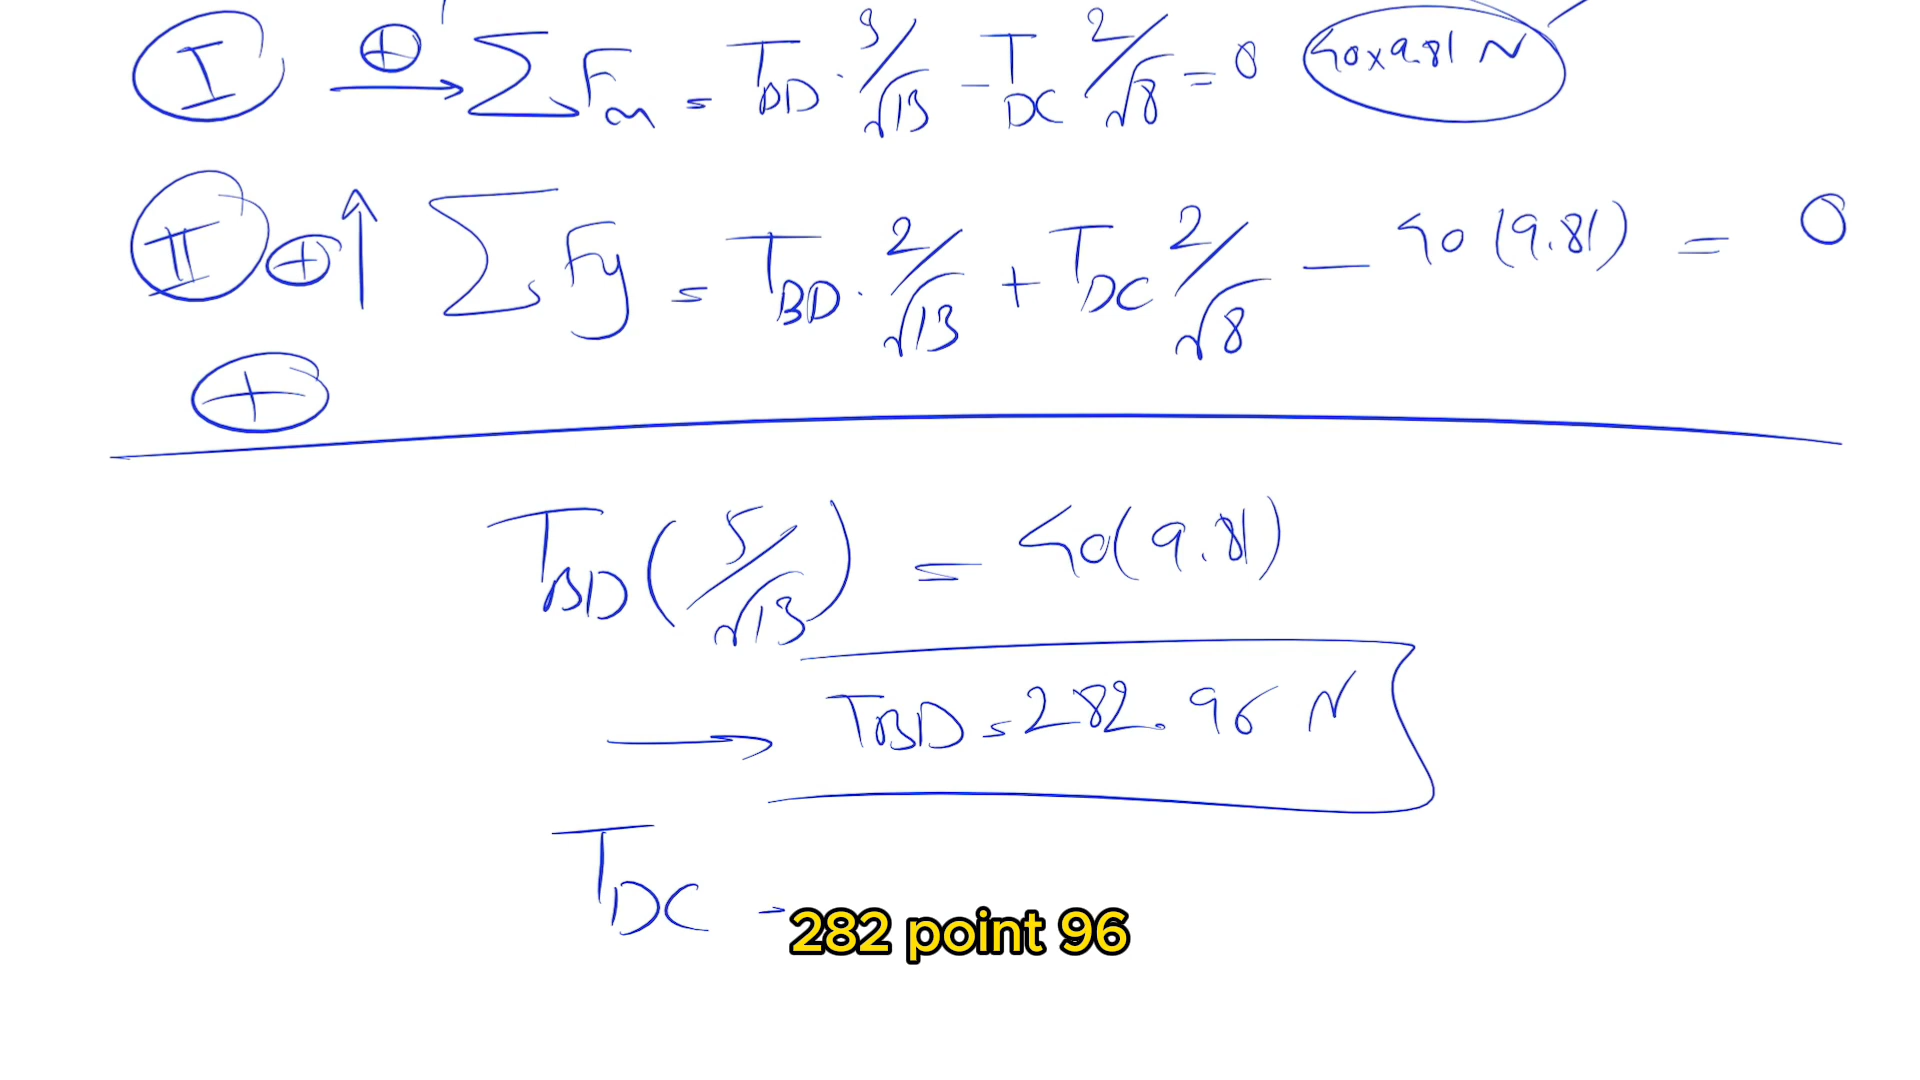 I ⊕ → ΣFx = TBD · 3/√13 − TDC 2/√8 = 0 40×9.81 N
II ⊕ ↑ ΣFy = TBD · 2/√13 + TDC 2/√8 − 40(9.81) = 0
+
TBD(5/√13) = 40(9.81)
→ TBD = 282.96 N
TDC =
282 point 96